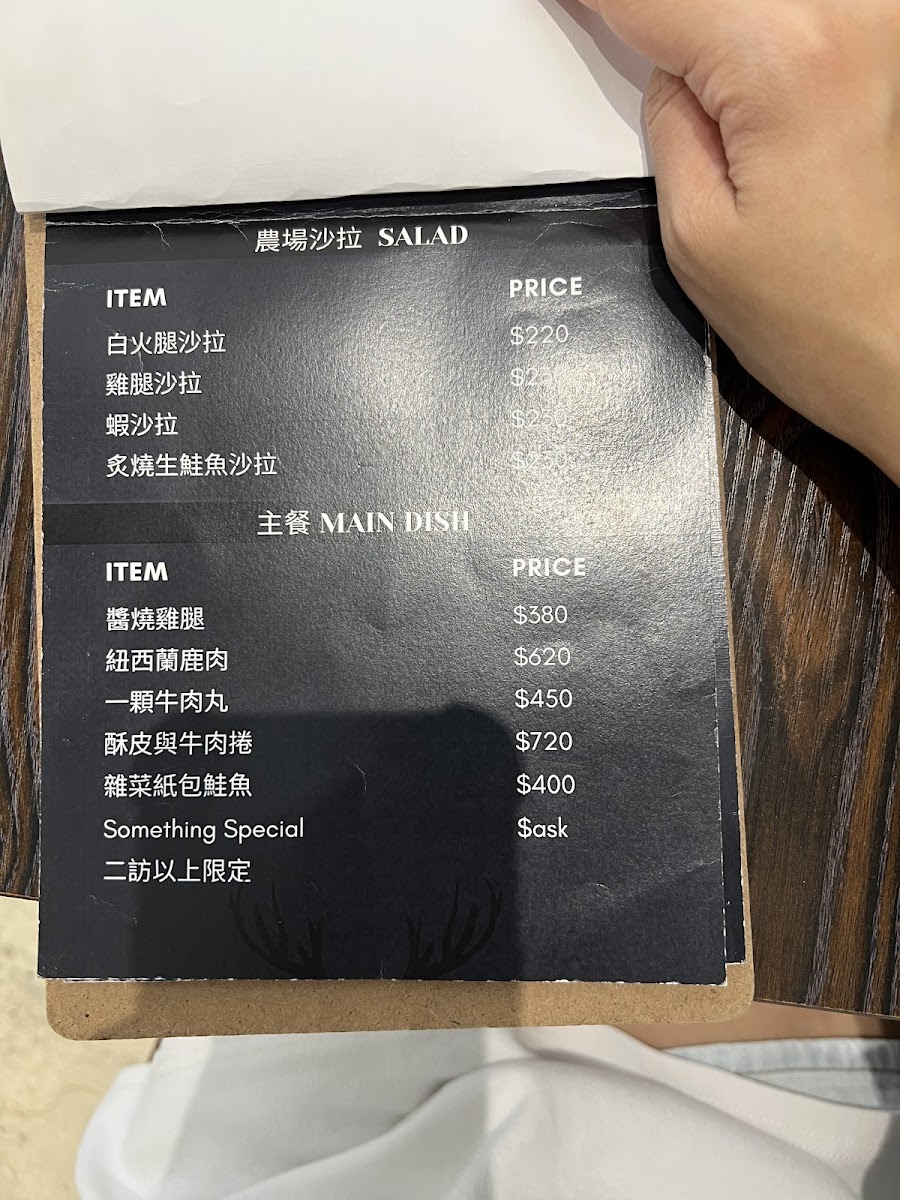 農場沙拉 SALAD
ITEM PRICE
白火腿沙拉 $220
雞腿沙拉
蝦沙拉
炙燒生鮭魚沙拉
主餐 MAIN DISH
ITEM PRICE
醬燒雞腿 $380
紐西蘭鹿肉 $620
一顆牛肉丸 $450
酥皮與牛肉捲 $720
雜菜紙包鮭魚 $400
Something Special $ask
二訪以上限定